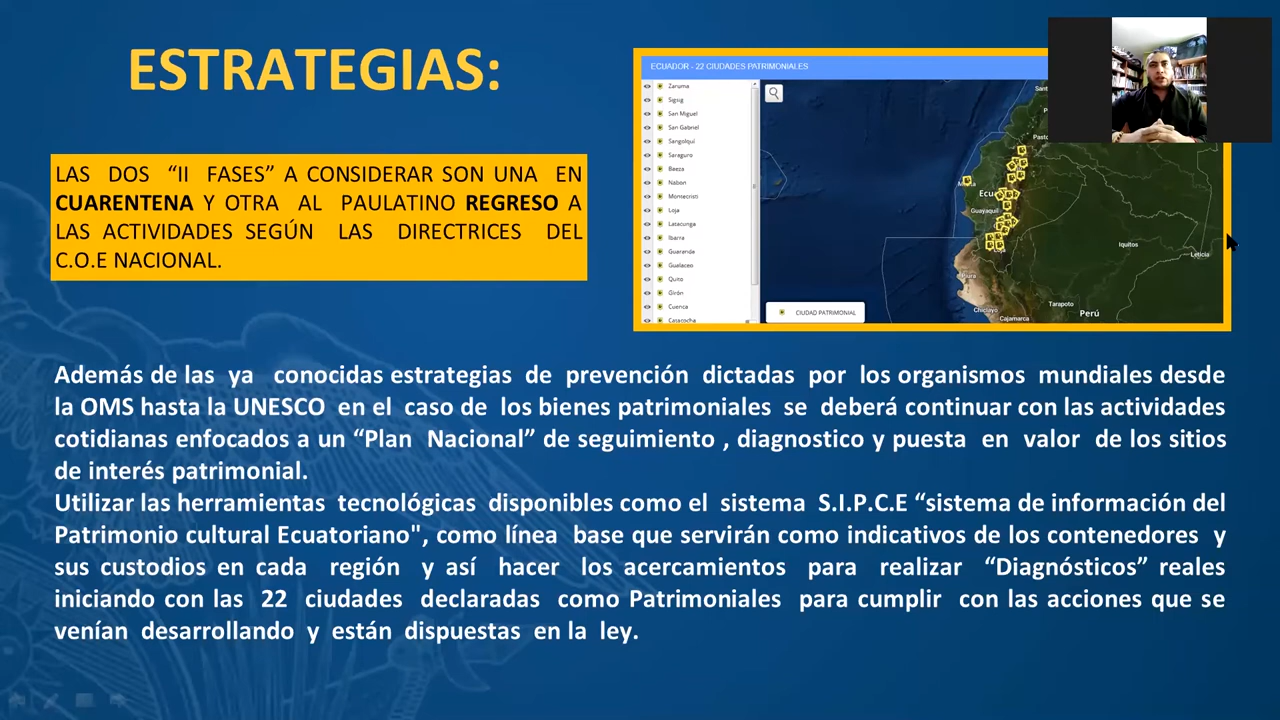 ESTRATEGIAS:
LAS DOS “II FASES” A CONSIDERAR SON UNA EN
CUARENTENA Y OTRA AL PAULATINO REGRESO A
LAS ACTIVIDADES SEGÚN LAS DIRECTRICES DEL
C.O.E NACIONAL.
ECUADOR - 22 CIUDADES PATRIMONIALES
Zaruma
Sigsig
San Miguel
San Gabriel
Sangolqui
Saraguro
Baeza
Nabon
Montecristi
Loja
Latacunga
Ibarra
Guaranda
Gualaceo
Quito
Girón
Cuenca
Catacocha
CIUDAD PATRIMONIAL
Guayaquil
Piura
Chiclayo
Cajamarca
Tarapoto
Perú
Iquitos
Leticia
Además de las ya conocidas estrategias de prevención dictadas por los organismos mundiales desde
la OMS hasta la UNESCO en el caso de los bienes patrimoniales se deberá continuar con las actividades
cotidianas enfocados a un “Plan Nacional” de seguimiento , diagnostico y puesta en valor de los sitios
de interés patrimonial.
Utilizar las herramientas tecnológicas disponibles como el sistema S.I.P.C.E “sistema de información del
Patrimonio cultural Ecuatoriano", como línea base que servirán como indicativos de los contenedores y
sus custodios en cada región y así hacer los acercamientos para realizar “Diagnósticos” reales
iniciando con las 22 ciudades declaradas como Patrimoniales para cumplir con las acciones que se
venían desarrollando y están dispuestas en la ley.